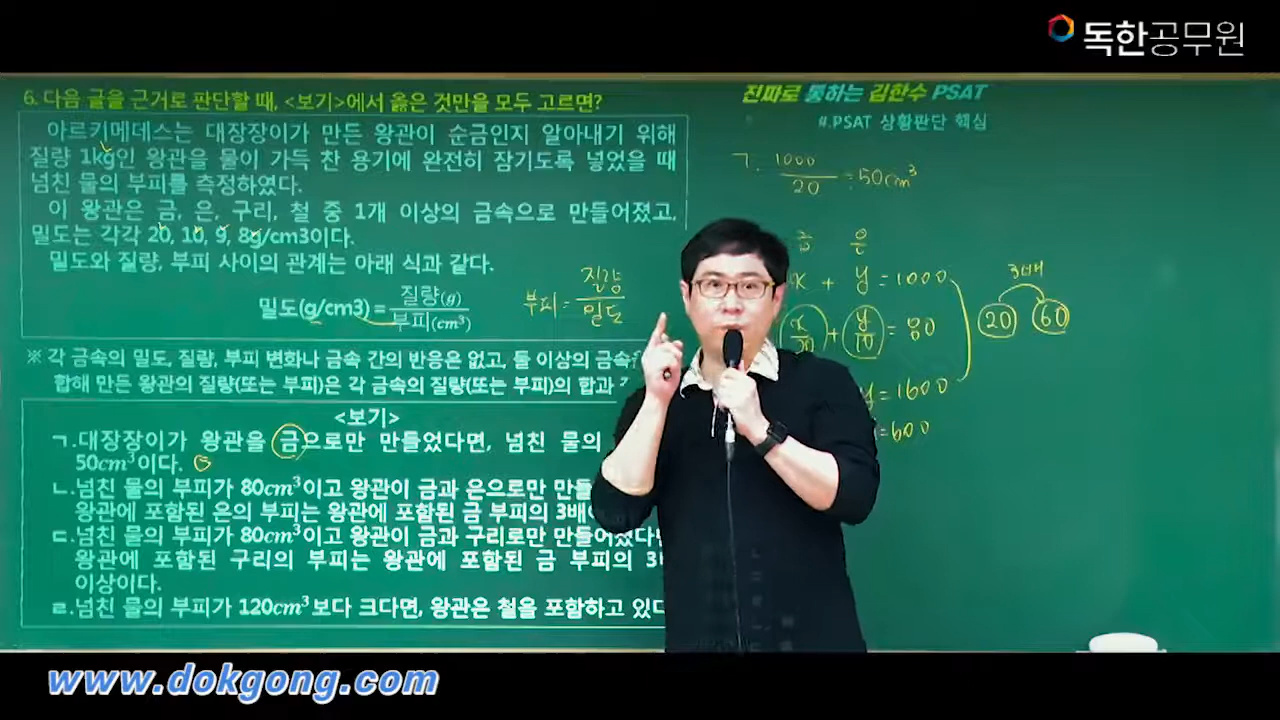 독한공무원
6. 다음 글을 근거로 판단할 때, <보기>에서 옳은 것만을 모두 고르면?
아르키메데스는 대장장이가 만든 왕관이 순금인지 알아내기 위해
질량 1kg인 왕관을 물이 가득 찬 용기에 완전히 잠기도록 넣었을 때
넘친 물의 부피를 측정하였다.
이 왕관은 금, 은, 구리, 철 중 1개 이상의 금속으로 만들어졌고,
밀도는 각각 20, 10, 9, 8g/cm3이다.
밀도와 질량, 부피 사이의 관계는 아래 식과 같다.
밀도(g/cm3)=질량(g)
부피(cm³)
부피=질량
밀도
※ 각 금속의 밀도, 질량, 부피 변화나 금속 간의 반응은 없고, 둘 이상의 금속
합해 만든 왕관의 질량(또는 부피)은 각 금속의 질량(또는 부피)의 합과
<보기>
ㄱ.대장장이가 왕관을 금으로만 만들었다면, 넘친 물의
50cm³이다.
ㄴ.넘친 물의 부피가 80cm³이고 왕관이 금과 은으로만 만들
왕관에 포함된 은의 부피는 왕관에 포함된 금 부피의 3배
ㄷ.넘친 물의 부피가 80cm³이고 왕관이 금과 구리로만 만들어졌다면
왕관에 포함된 구리의 부피는 왕관에 포함된 금 부피의 3
이상이다.
ㄹ.넘친 물의 부피가 120cm³보다 크다면, 왕관은 철을 포함하고 있다
진짜로 통하는 김한수 PSAT
#.PSAT 상황판단 핵심
ㄱ. 1000
20 = 50cm³
금 은
x + y = 1000
x/20 + y/10 = 80
y = 1600
= 600
3배
20 60
www.dokgong.com